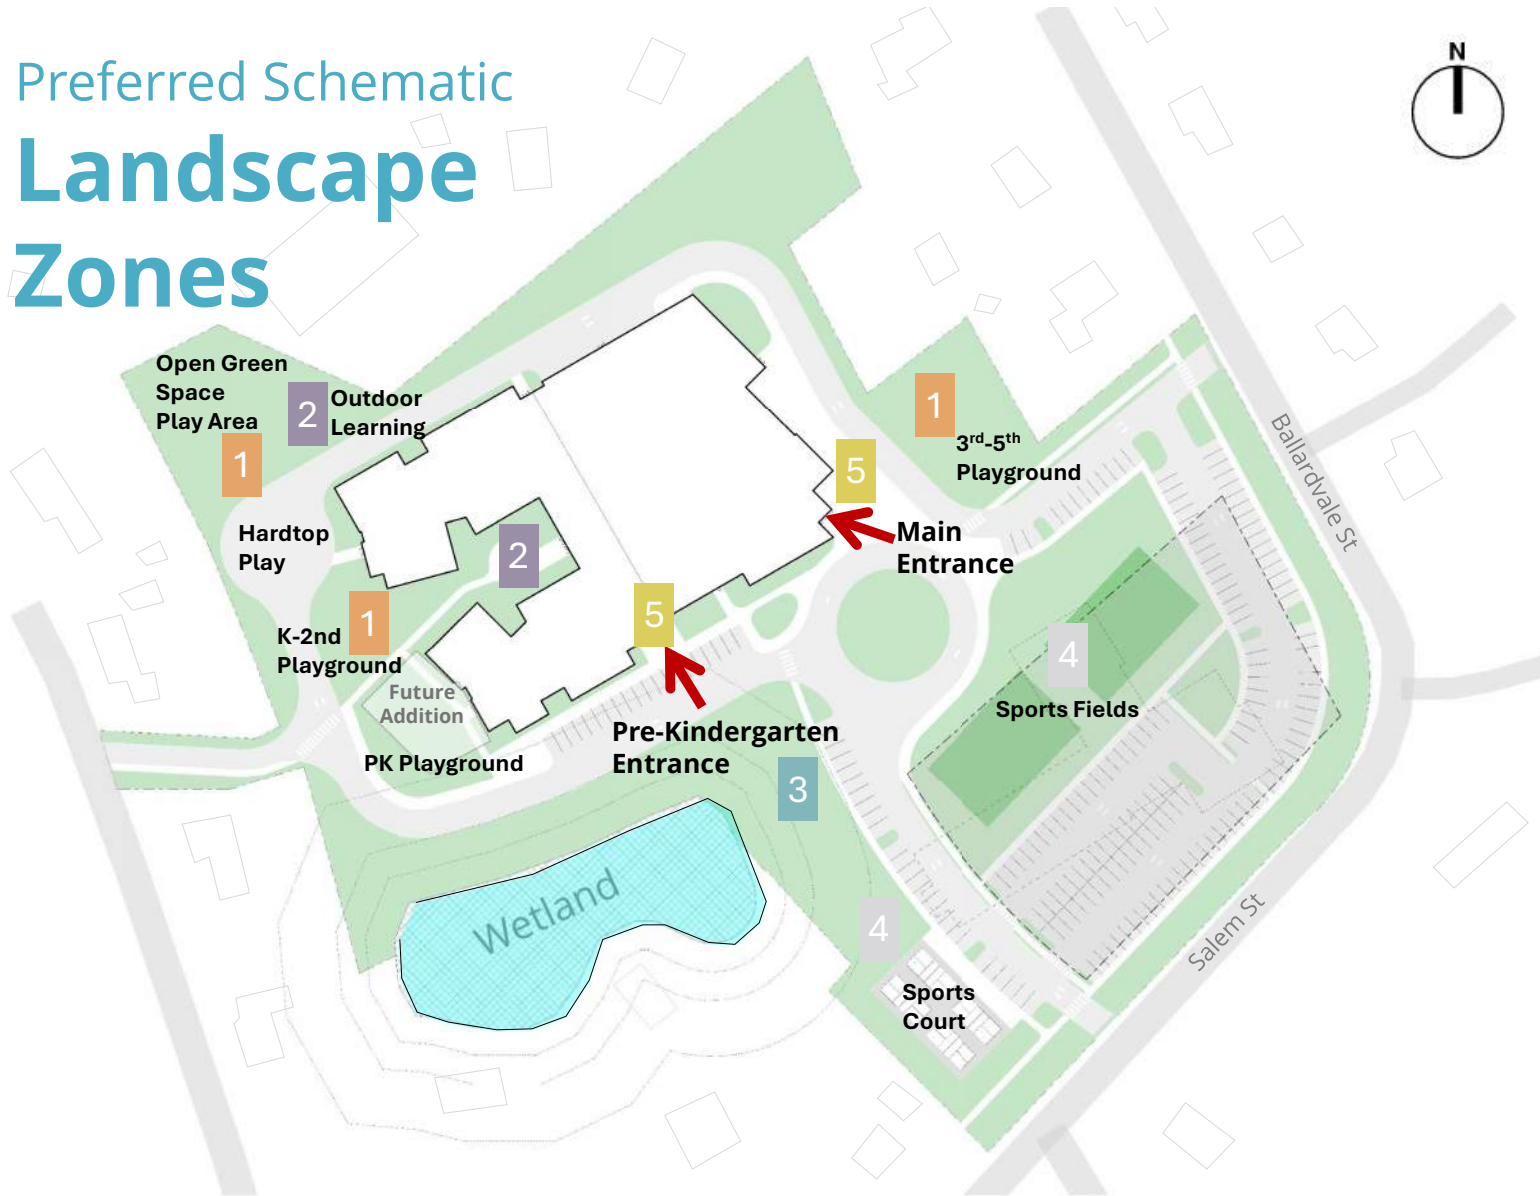 Preferred Schematic
Landscape
Zones
N
Open Green
Space
Play Area
1
2
Outdoor
Learning
1
3rd-5th
Playground
5
Main
Entrance
Ballardvale St
Hardtop
Play
2
1
K-2nd
Playground
5
Future
Addition
PK Playground
Pre-Kindergarten
Entrance
3
4
Sports Fields
Wetland
4
Sports
Court
Salem St